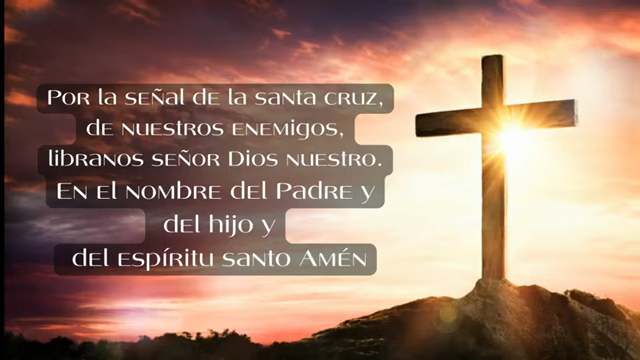 Por la señal de la santa cruz,
de nuestros enemigos,
libranos señor Dios nuestro.
En el nombre del Padre y
del hijo y
del espíritu santo Amén